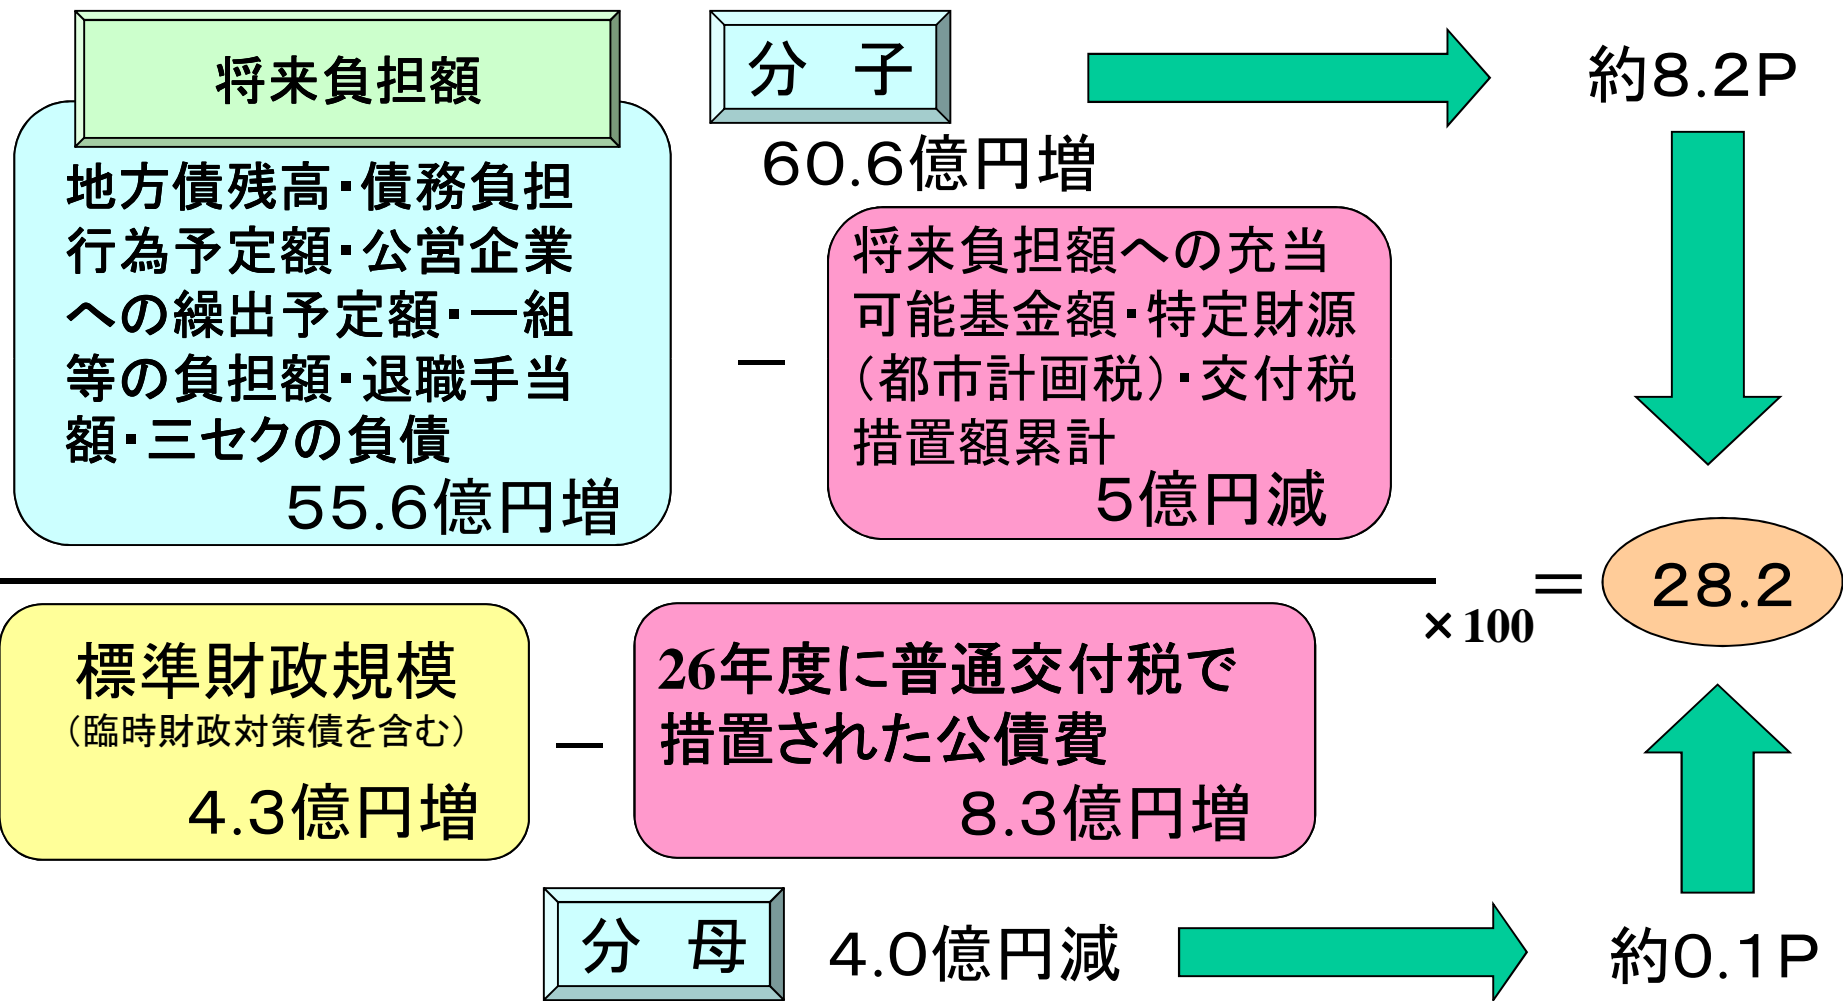 将来負担額
地方債残高・債務負担
行為予定額・公営企業
への繰出予定額・一組
等の負担額・退職手当
額・三セクの負債
55.6億円増
分 子
60.6億円増
約8.2P
－
将来負担額への充当
可能基金額・特定財源
（都市計画税）・交付税
措置額累計
5億円減
×100
＝
28.2
標準財政規模
（臨時財政対策債を含む）
4.3億円増
－
26年度に普通交付税で
措置された公債費
8.3億円増
分 母
4.0億円減
約0.1P